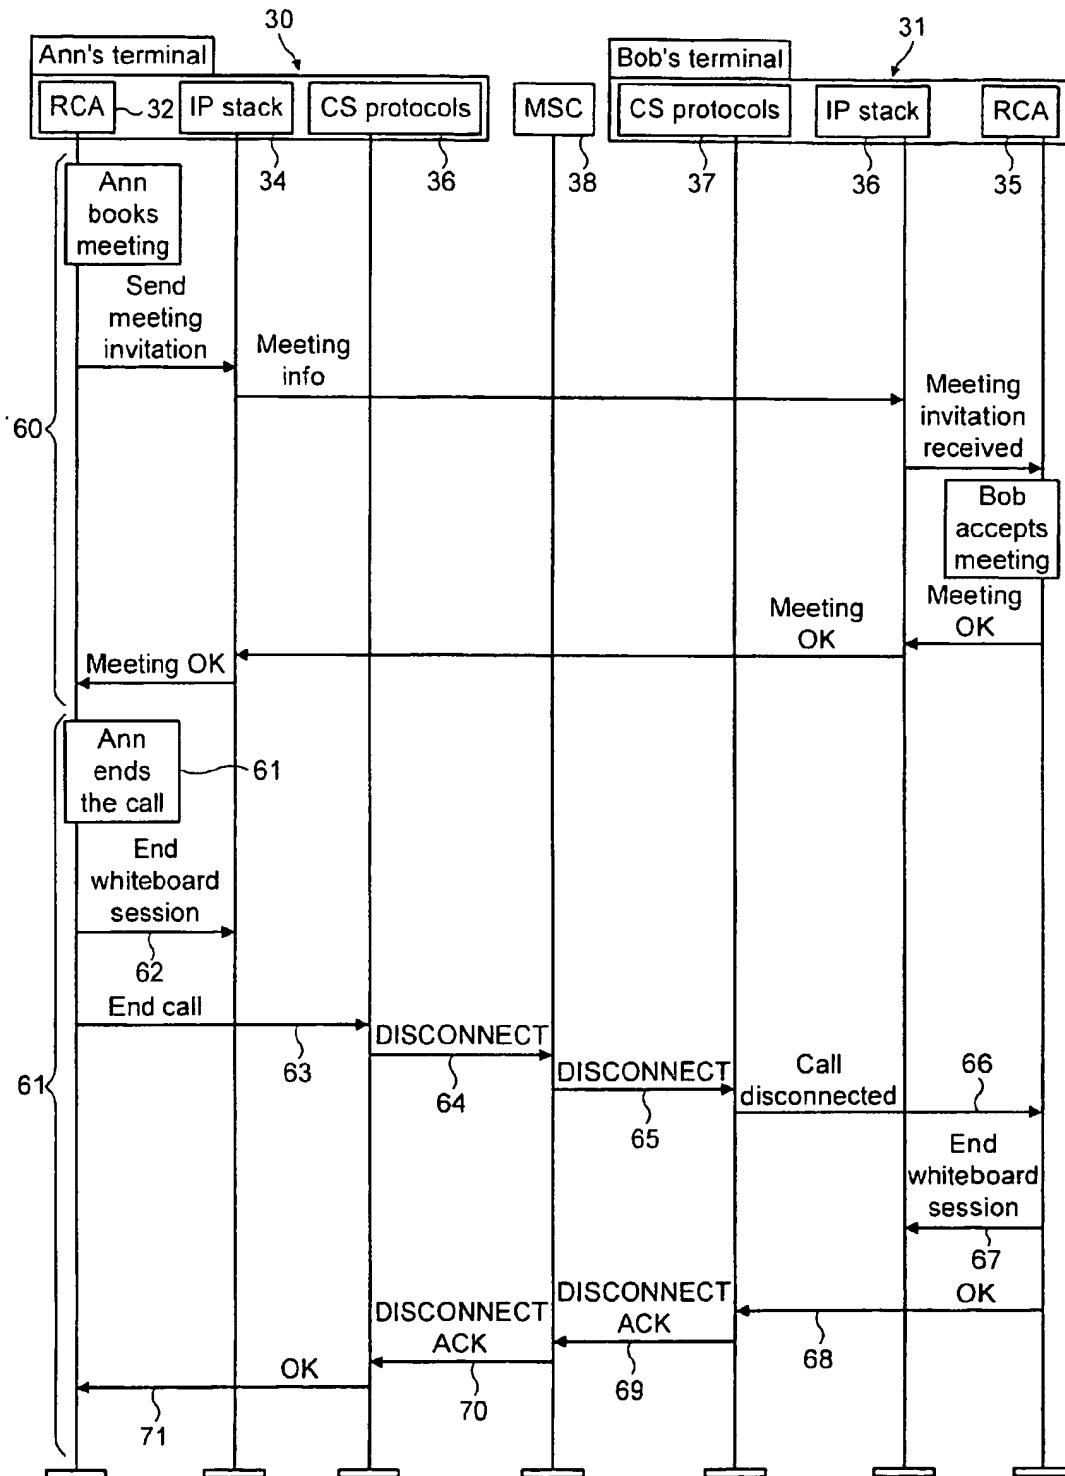 30
31
Ann's terminal
Bob's terminal
RCA
32
IP stack
CS protocols
MSC
CS protocols
IP stack
RCA
34
36
38
37
36
35
Ann
books
meeting
Send
meeting
invitation
Meeting
info
Meeting
invitation
received
60
Bob
accepts
meeting
Meeting
OK
Meeting
OK
Meeting OK
Ann
ends
the call
61
End
whiteboard
session
62
End call
63
DISCONNECT
64
DISCONNECT
65
Call
disconnected
66
61
End
whiteboard
session
67
OK
68
DISCONNECT
ACK
69
DISCONNECT
ACK
70
OK
71